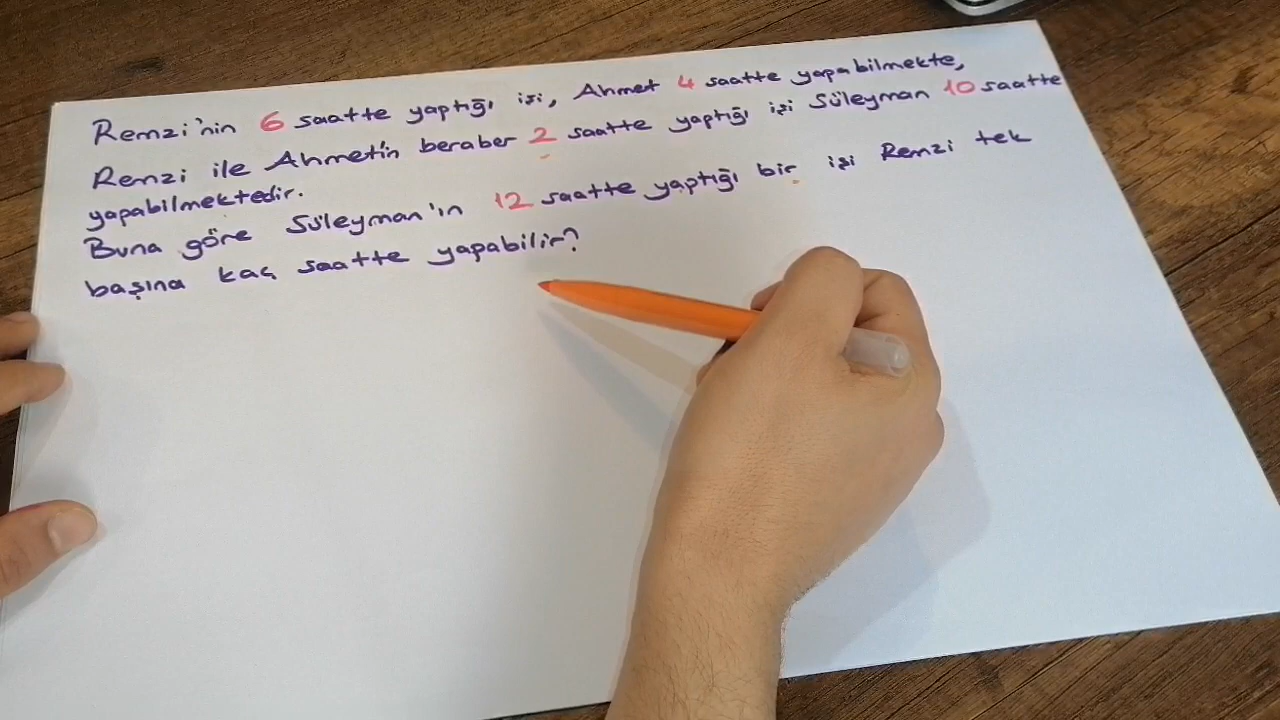 Remzi'nin 6 saatte yaptığı işi, Ahmet 4 saatte yapabilmekte,
Remzi ile Ahmet'in beraber 2 saatte yaptığı işi Süleyman 10 saatte
yapabilmektedir.
Buna göre Süleyman'ın 12 saatte yaptığı bir işi Remzi tek
başına kaç saatte yapabilir?